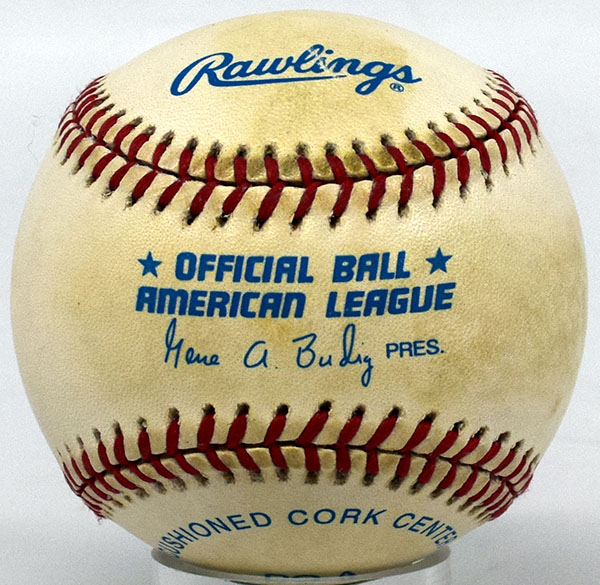 Rawlings®
★ OFFICIAL BALL ★
AMERICAN LEAGUE
Gene A. Budig PRES.
CUSHIONED CORK CENTER